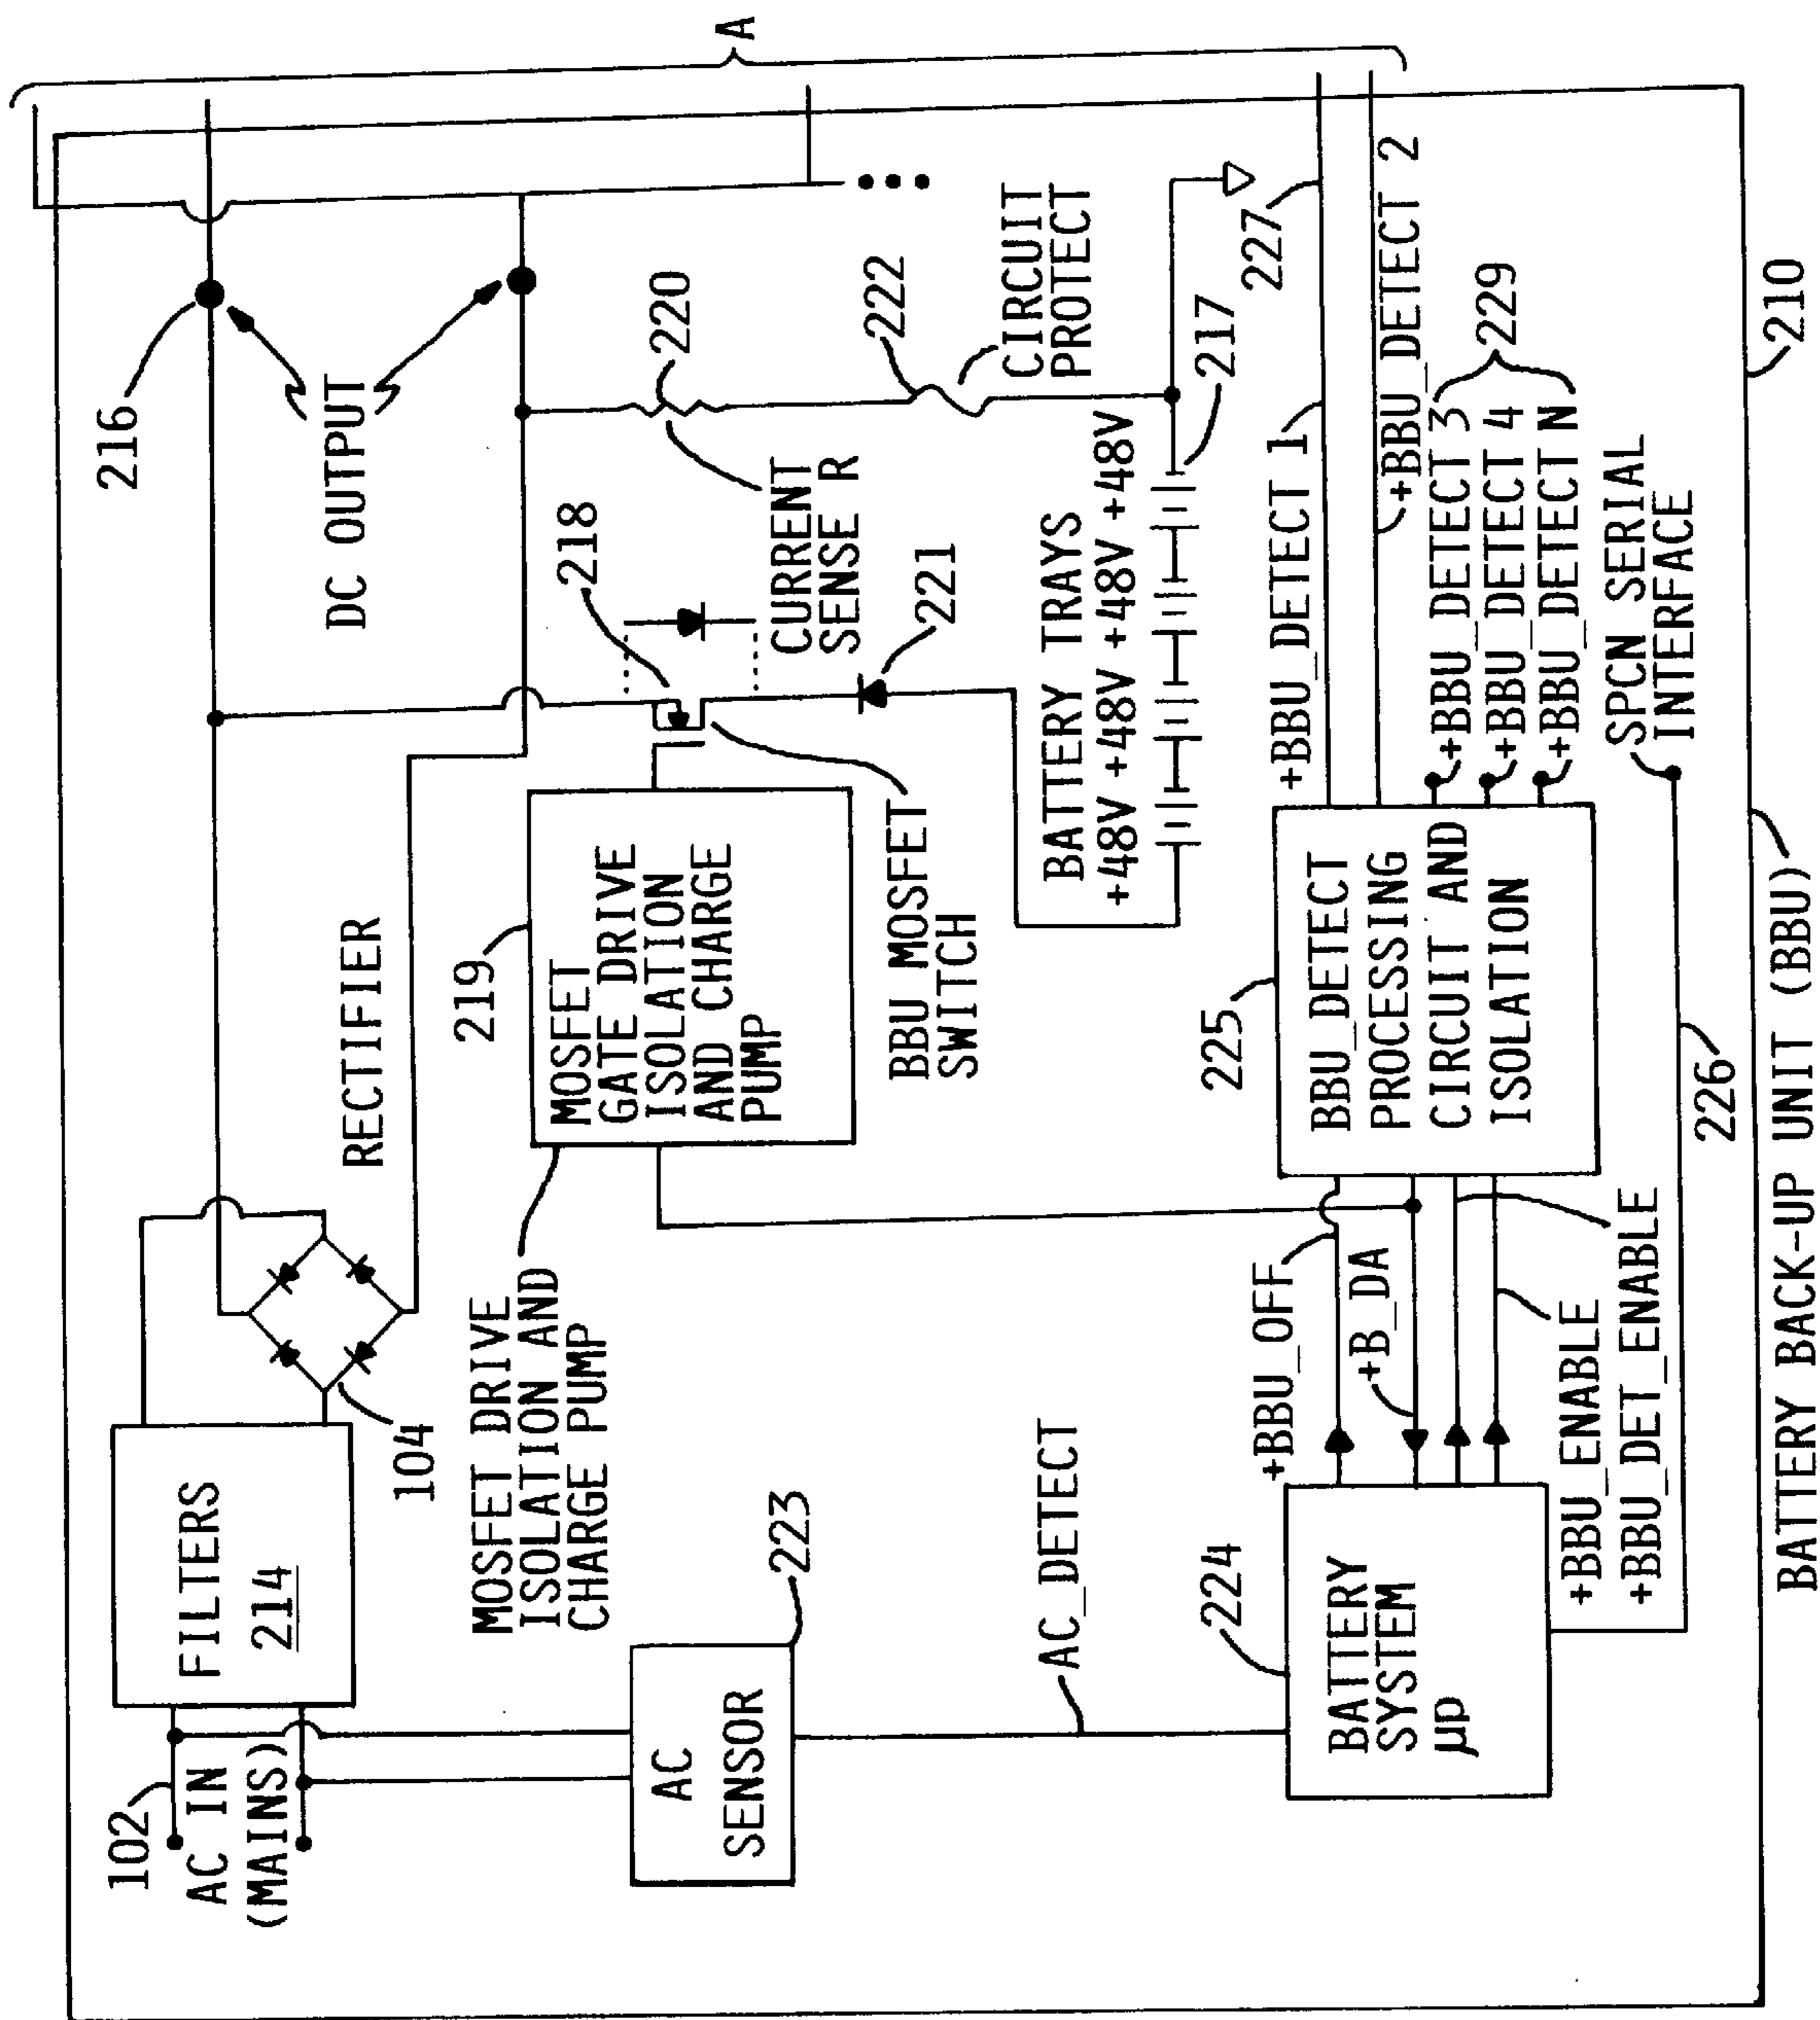 102
AC IN
(MAINS)
FILTERS
214
104
RECTIFIER
216
DC OUTPUT
A
AC
SENSOR
223
MOSFET DRIVE
ISOLATION AND
CHARGE PUMP
219
MOSFET
GATE DRIVE
ISOLATION
AND CHARGE
PUMP
BBU MOSFET
SWITCH
218
221
CURRENT
SENSE R
220
222
CIRCUIT
PROTECT
BATTERY TRAYS
+48V +48V +48V +48V
217
AC_DETECT
224
BATTERY
SYSTEM
µp
+BBU_OFF
+B_DA
+BBU_ENABLE
+BBU_DET_ENABLE
225
BBU_DETECT
PROCESSING
CIRCUIT AND
ISOLATION
+BBU_DETECT 1
227
+BBU_DETECT 2
+BBU_DETECT 3
+BBU_DETECT 4
+BBU_DETECT N
229
SPCN SERIAL
INTERFACE
226
210
BATTERY BACK-UP UNIT (BBU)